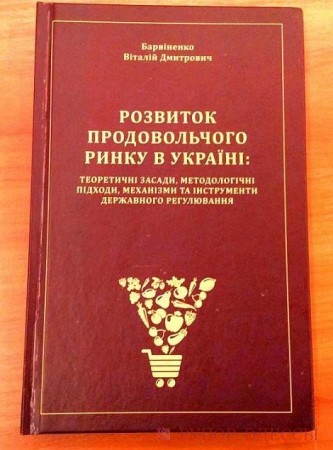 Барвіненко
Віталій Дмитрович
РОЗВИТОК
ПРОДОВОЛЬЧОГО
РИНКУ В УКРАЇНІ:
ТЕОРЕТИЧНІ ЗАСАДИ, МЕТОДОЛОГІЧНІ
ПІДХОДИ, МЕХАНІЗМИ ТА ІНСТРУМЕНТИ
ДЕРЖАВНОГО РЕГУЛЮВАННЯ